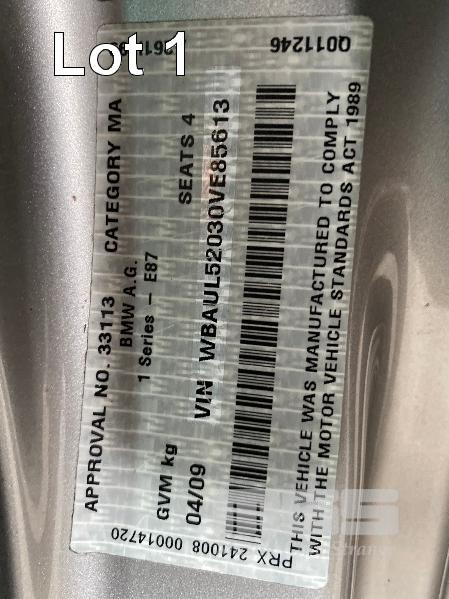 Lot 1
Q011246
APPROVAL NO. 33113 CATEGORY MA
BMW A.G.
1 Series – E87 SEATS 4
GVM kg VIN WBAUL52030VE85613
04/09
THIS VEHICLE WAS MANUFACTURED TO COMPLY
WITH THE MOTOR VEHICLE STANDARDS ACT 1989
PRX 241008 00014720